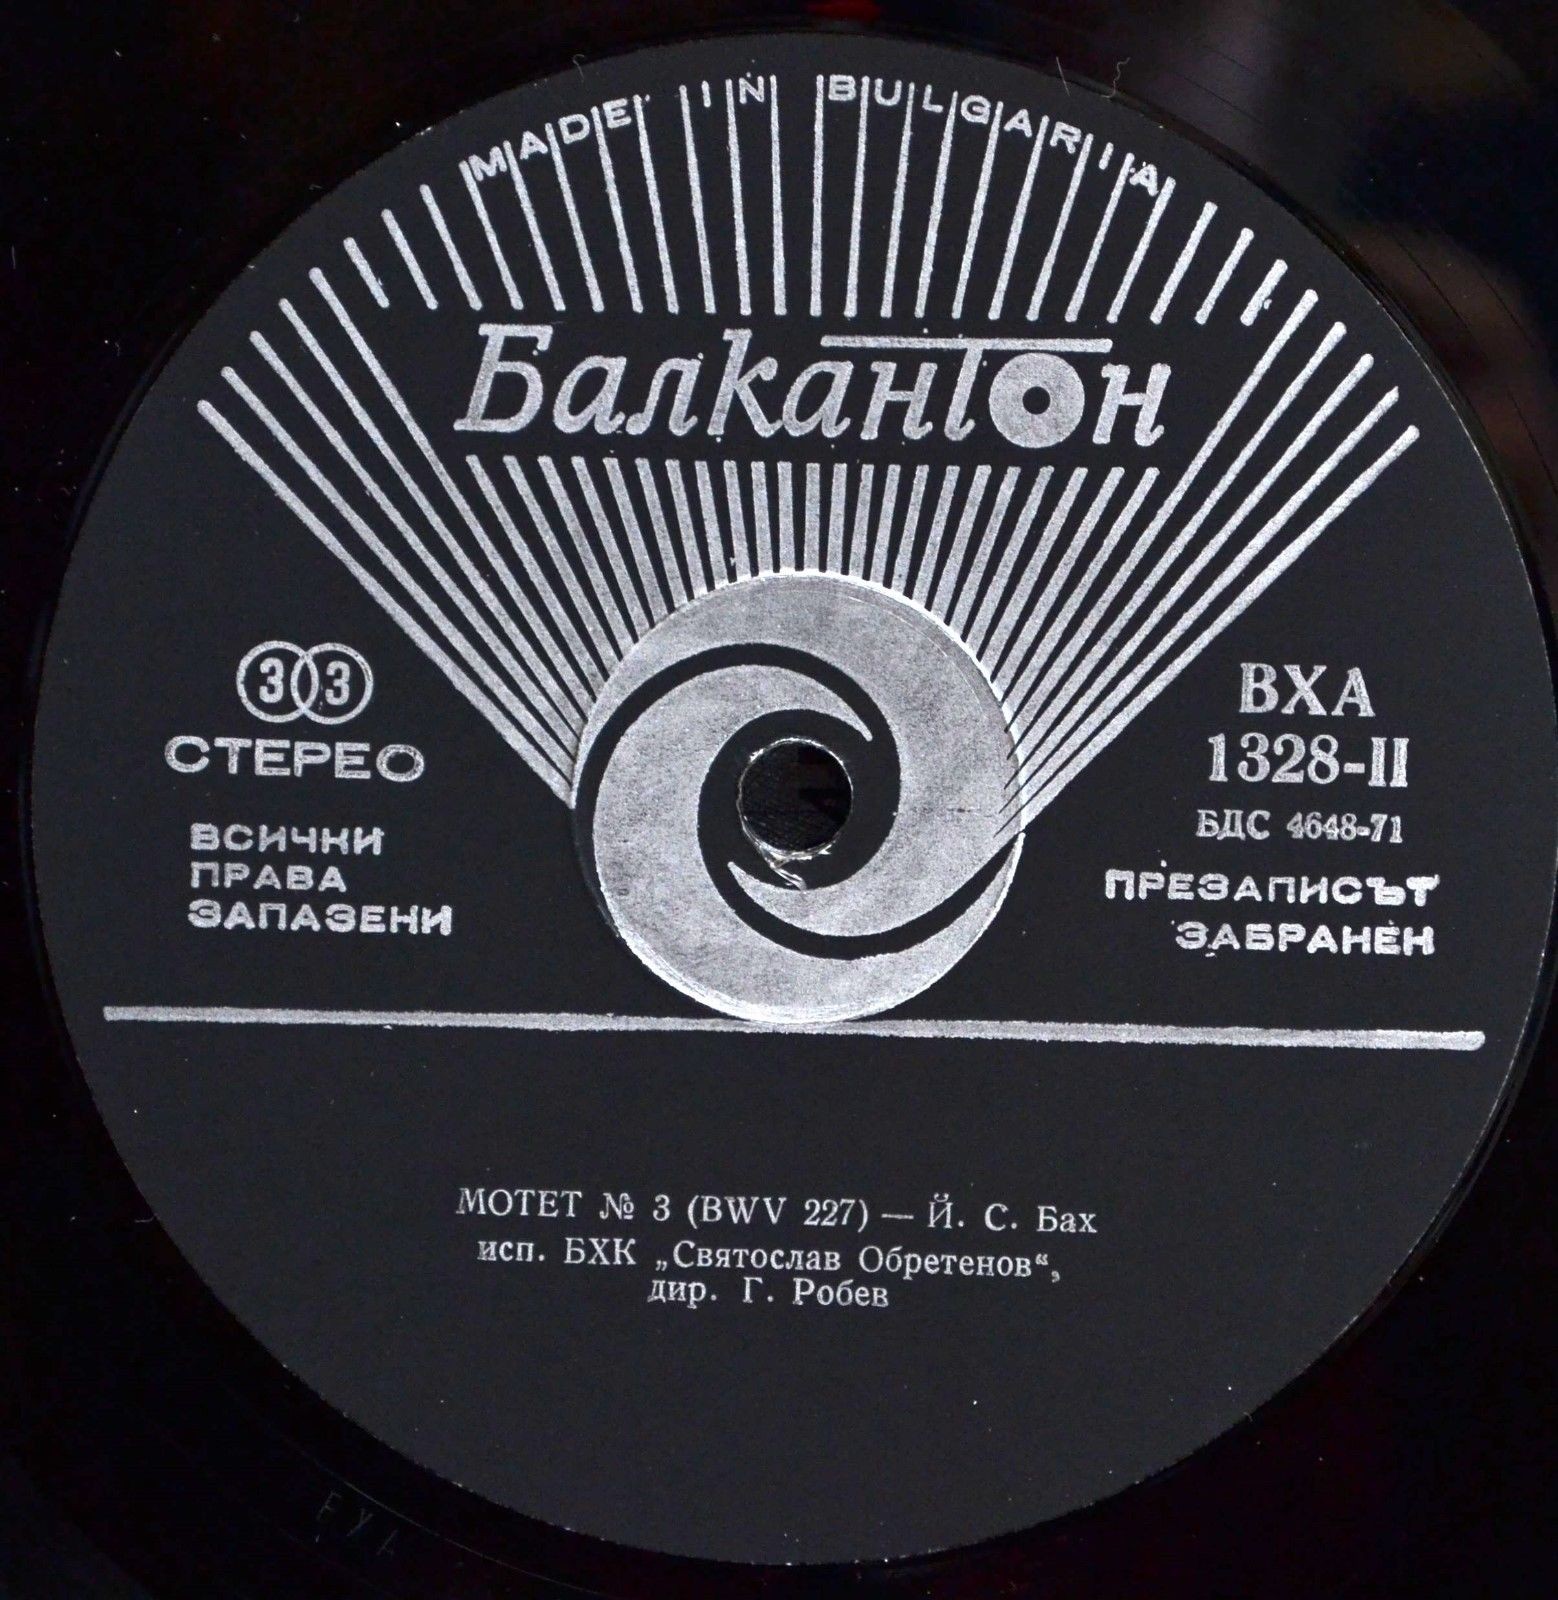 MADE IN BULGARIA
Балкантон
33
СТЕРЕО
ВСИЧКИ
ПРАВА
ЗАПАЗЕНИ
ВХА
1328-II
БДС 4648-71
ПРЕЗАПИСЪТ
ЗАБРАНЕН
МОТЕТ № 3 (BWV 227) — Й. С. Бах
исп. БХК „Святослав Обретенов“,
дир. Г. Робев